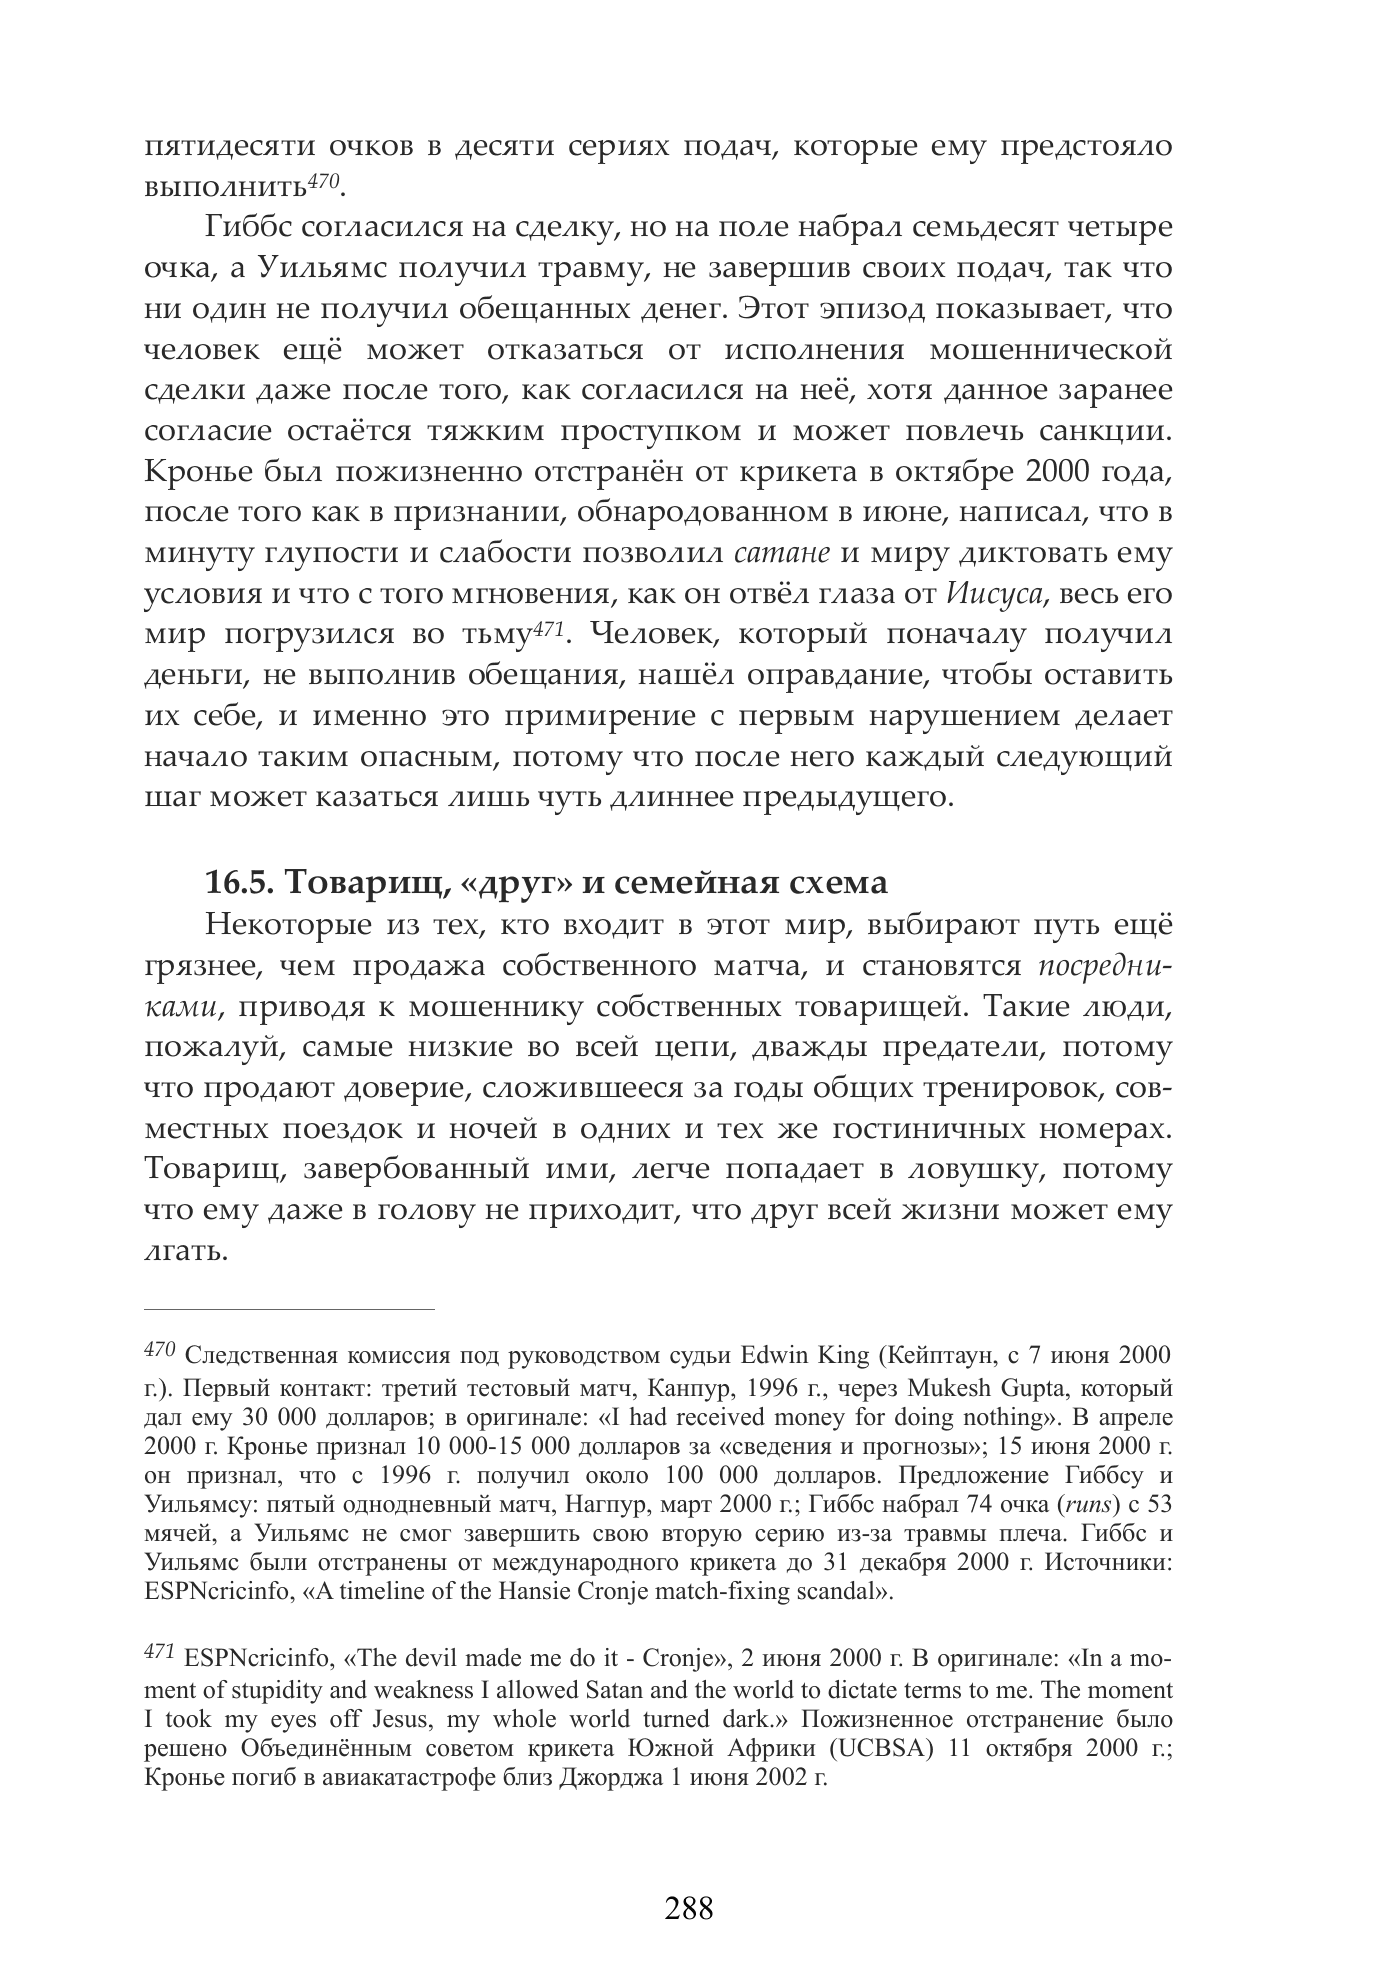 пятидесяти очков в десяти сериях подач, которые ему предстояло
выполнить470.
Гиббс согласился на сделку, но на поле набрал семьдесят четыре
очка, а Уильямс получил травму, не завершив своих подач, так что
ни один не получил обещанных денег. Этот эпизод показывает, что
человек ещё может отказаться от исполнения мошеннической
сделки даже после того, как согласился на неё, хотя данное заранее
согласие остаётся тяжким проступком и может повлечь санкции.
Кронье был пожизненно отстранён от крикета в октябре 2000 года,
после того как в признании, обнародованном в июне, написал, что в
минуту глупости и слабости позволил сатане и миру диктовать ему
условия и что с того мгновения, как он отвёл глаза от Иисуса, весь его
мир погрузился во тьму471. Человек, который поначалу получил
деньги, не выполнив обещания, нашёл оправдание, чтобы оставить
их себе, и именно это примирение с первым нарушением делает
начало таким опасным, потому что после него каждый следующий
шаг может казаться лишь чуть длиннее предыдущего.
16.5. Товарищ, «друг» и семейная схема
Некоторые из тех, кто входит в этот мир, выбирают путь ещё
грязнее, чем продажа собственного матча, и становятся посредни-
ками, приводя к мошеннику собственных товарищей. Такие люди,
пожалуй, самые низкие во всей цепи, дважды предатели, потому
что продают доверие, сложившееся за годы общих тренировок, сов-
местных поездок и ночей в одних и тех же гостиничных номерах.
Товарищ, завербованный ими, легче попадает в ловушку, потому
что ему даже в голову не приходит, что друг всей жизни может ему
лгать.
470 Следственная комиссия под руководством судьи Edwin King (Кейптаун, с 7 июня 2000
г.). Первый контакт: третий тестовый матч, Канпур, 1996 г., через Mukesh Gupta, который
дал ему 30 000 долларов; в оригинале: «I had received money for doing nothing». В апреле
2000 г. Кронье признал 10 000-15 000 долларов за «сведения и прогнозы»; 15 июня 2000 г.
он признал, что с 1996 г. получил около 100 000 долларов. Предложение Гиббсу и
Уильямсу: пятый однодневный матч, Нагпур, март 2000 г.; Гиббс набрал 74 очка (runs) с 53
мячей, а Уильямс не смог завершить свою вторую серию из-за травмы плеча. Гиббс и
Уильямс были отстранены от международного крикета до 31 декабря 2000 г. Источники:
ESPNcricinfo, «A timeline of the Hansie Cronje match-fixing scandal».
471 ESPNcricinfo, «The devil made me do it - Cronje», 2 июня 2000 г. В оригинале: «In a mo-
ment of stupidity and weakness I allowed Satan and the world to dictate terms to me. The moment
I took my eyes off Jesus, my whole world turned dark.» Пожизненное отстранение было
решено Объединённым советом крикета Южной Африки (UCBSA) 11 октября 2000 г.;
Кронье погиб в авиакатастрофе близ Джорджа 1 июня 2002 г.
288